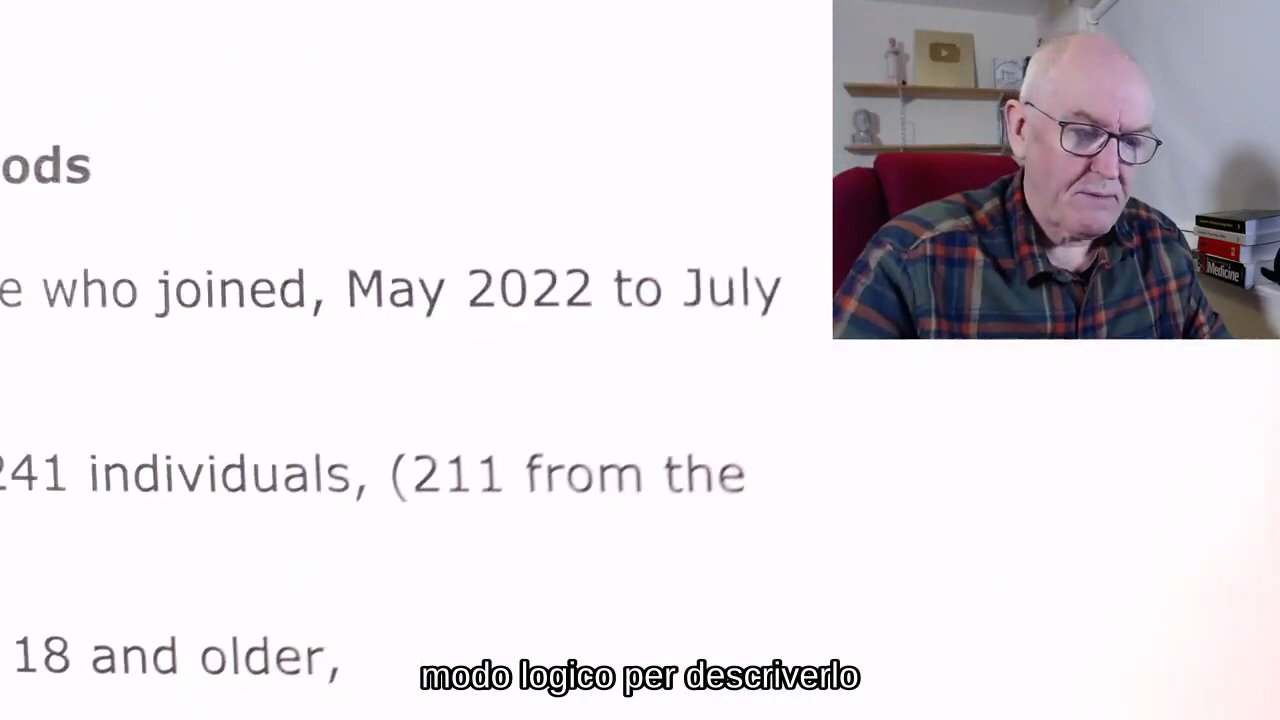 ods
e who joined, May 2022 to July
241 individuals, (211 from the
18 and older,
Medicine
modo logico per descriverlo